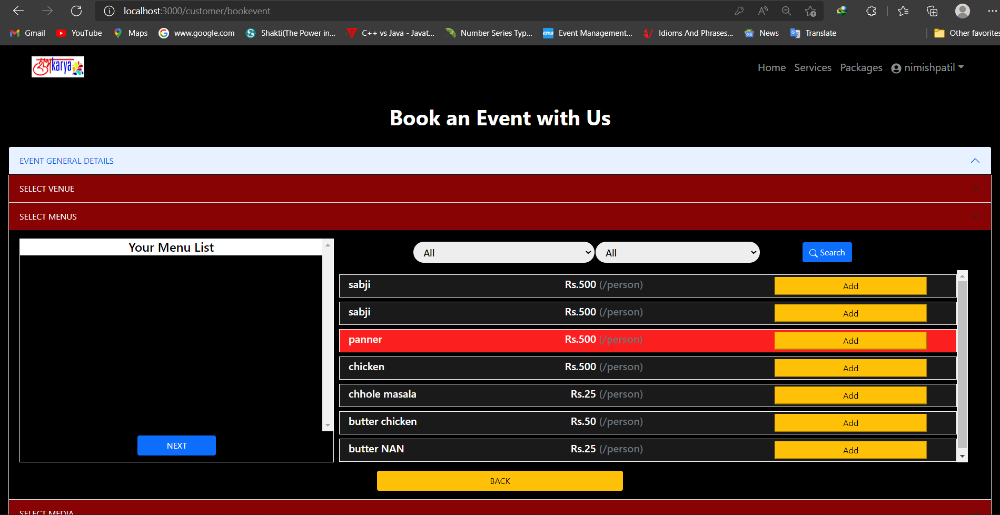 localhost:3000/customer/bookevent
Gmail YouTube Maps www.google.com Shakti(The Power in... C++ vs Java - Javat... Number Series Typ... Event Management... Idioms And Phrases... News Translate Other favorites
शुभkarya
Home Services Packages nimishpatil
Book an Event with Us
EVENT GENERAL DETAILS
SELECT VENUE
SELECT MENUS
Your Menu List
All All Search
sabji Rs.500 (/person) Add
sabji Rs.500 (/person) Add
panner Rs.500 (/person) Add
chicken Rs.500 (/person) Add
chhole masala Rs.25 (/person) Add
butter chicken Rs.50 (/person) Add
butter NAN Rs.25 (/person) Add
NEXT
BACK
SELECT MEDIA